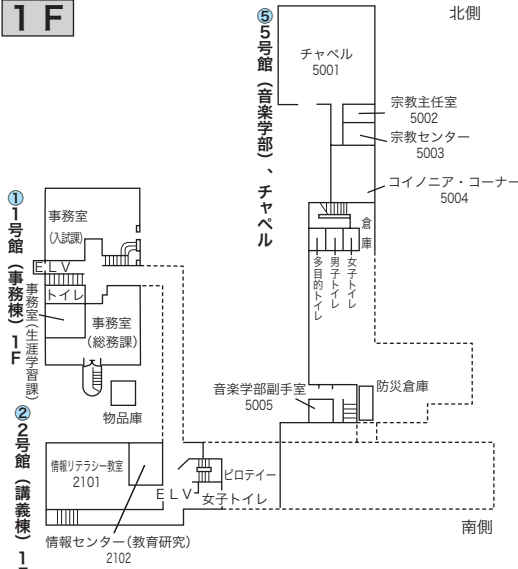 1F
北側
⑤5号館（音楽学部）、チャペル
チャペル
5001
宗教主任室
5002
宗教センター
5003
コイノニア・コーナー
5004
倉庫
多目的トイレ
男子トイレ
女子トイレ
①1号館（事務棟）1F
事務室
（入試課）
ELV
トイレ
事務室（生涯学習課）
事務室
（総務課）
物品庫
音楽学部副手室
5005
防災倉庫
②2号館（講義棟）1
情報リテラシー教室
2101
ピロテイー
ELV
女子トイレ
南側
情報センター（教育研究）
2102